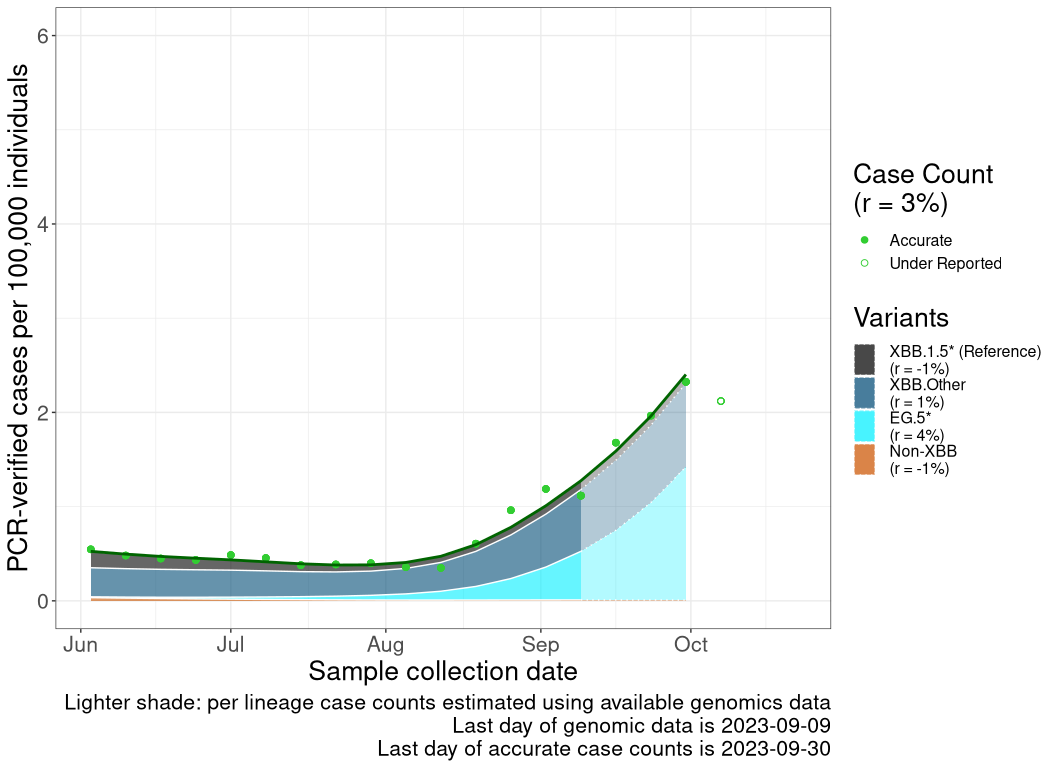 PCR-verified cases per 100,000 individuals
6
4
2
0
Jun Jul Aug Sep Oct
Sample collection date
Lighter shade: per lineage case counts estimated using available genomics data
Last day of genomic data is 2023-09-09
Last day of accurate case counts is 2023-09-30
Case Count
(r = 3%)
Accurate
Under Reported
Variants
XBB.1.5* (Reference)
(r = -1%)
XBB.Other
(r = 1%)
EG.5*
(r = 4%)
Non-XBB
(r = -1%)